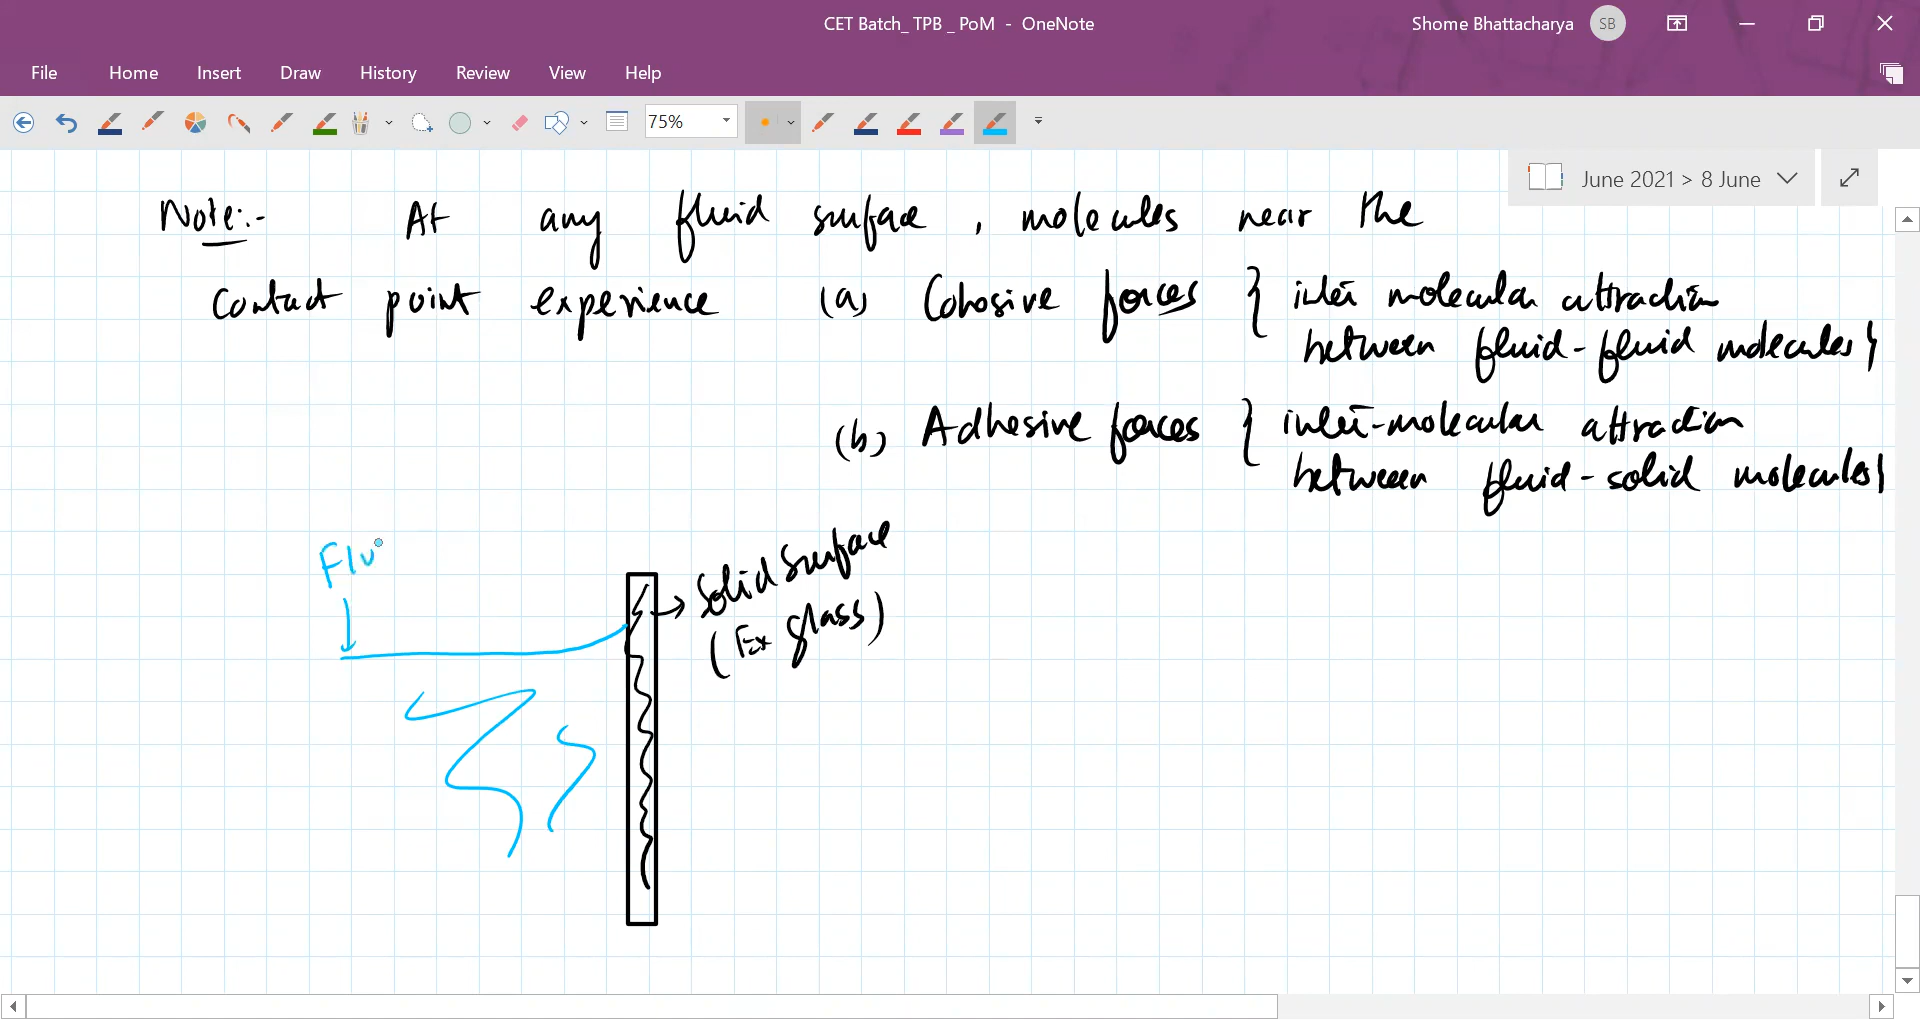 CET Batch_ TPB _ PoM - OneNote
Shome Bhattacharya SB
File Home Insert Draw History Review View Help
75%
June 2021 > 8 June
Note:- At any fluid surface, molecules near the
contact point experience (a) Cohosive forces { inter molecular attraction
between fluid-fluid molecules}
(b) Adhesive forces { inter-molecular attraction
between fluid-solid molecules}
Flu
Solid Surface
(Ex glass)